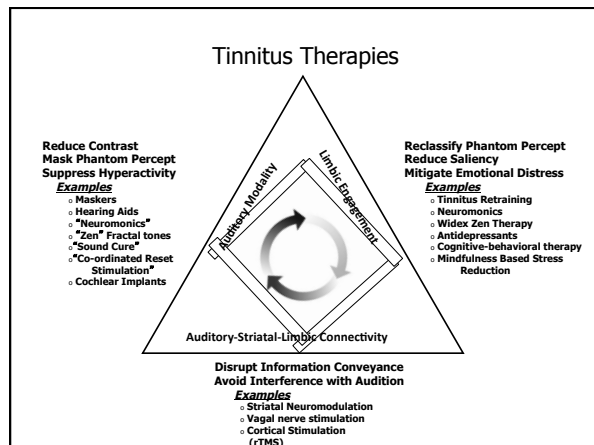 Tinnitus Therapies
Reduce Contrast
Mask Phantom Percept
Suppress Hyperactivity
Examples
o Maskers
o Hearing Aids
o "Neuromonics"
o "Zen" Fractal tones
o "Sound Cure"
o "Co-ordinated Reset
Stimulation"
o Cochlear Implants
Auditory Modality
Limbic Engagement
Reclassify Phantom Percept
Reduce Saliency
Mitigate Emotional Distress
Examples
o Tinnitus Retraining
o Neuromonics
o Widex Zen Therapy
o Antidepressants
o Cognitive-behavioral therapy
o Mindfulness Based Stress
Reduction
Auditory-Striatal-Limbic Connectivity
Disrupt Information Conveyance
Avoid Interference with Audition
Examples
o Striatal Neuromodulation
o Vagal nerve stimulation
o Cortical Stimulation
(rTMS)